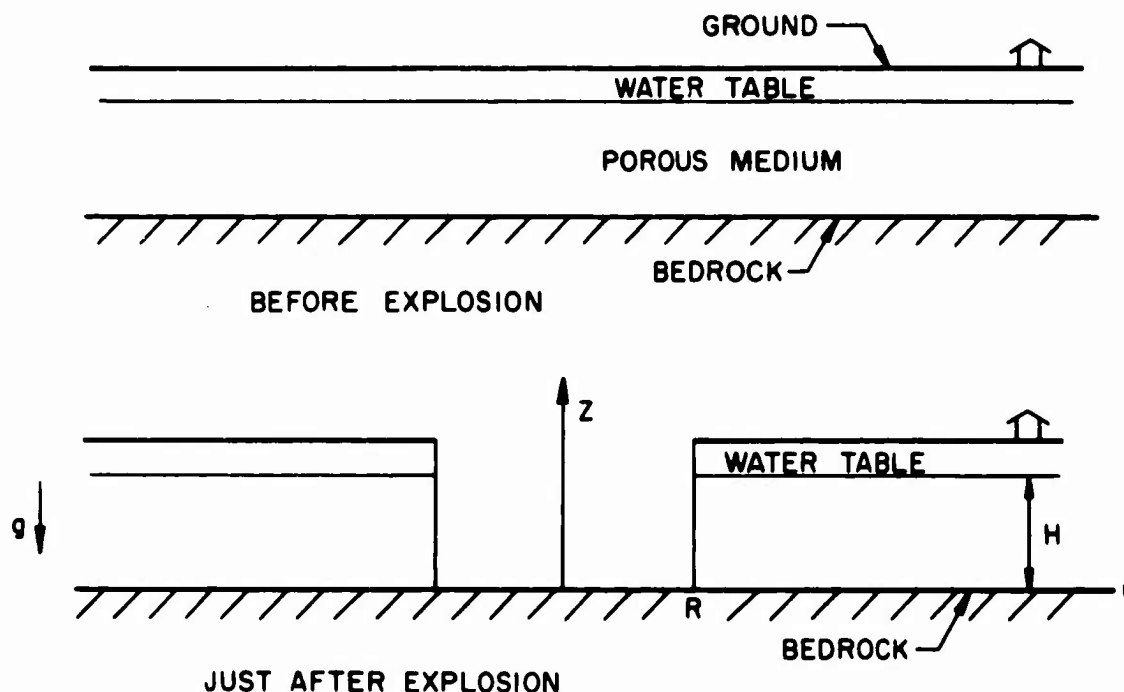 GROUND
WATER TABLE
POROUS MEDIUM
BEDROCK
BEFORE EXPLOSION
Z
WATER TABLE
g
H
R
BEDROCK
JUST AFTER EXPLOSION